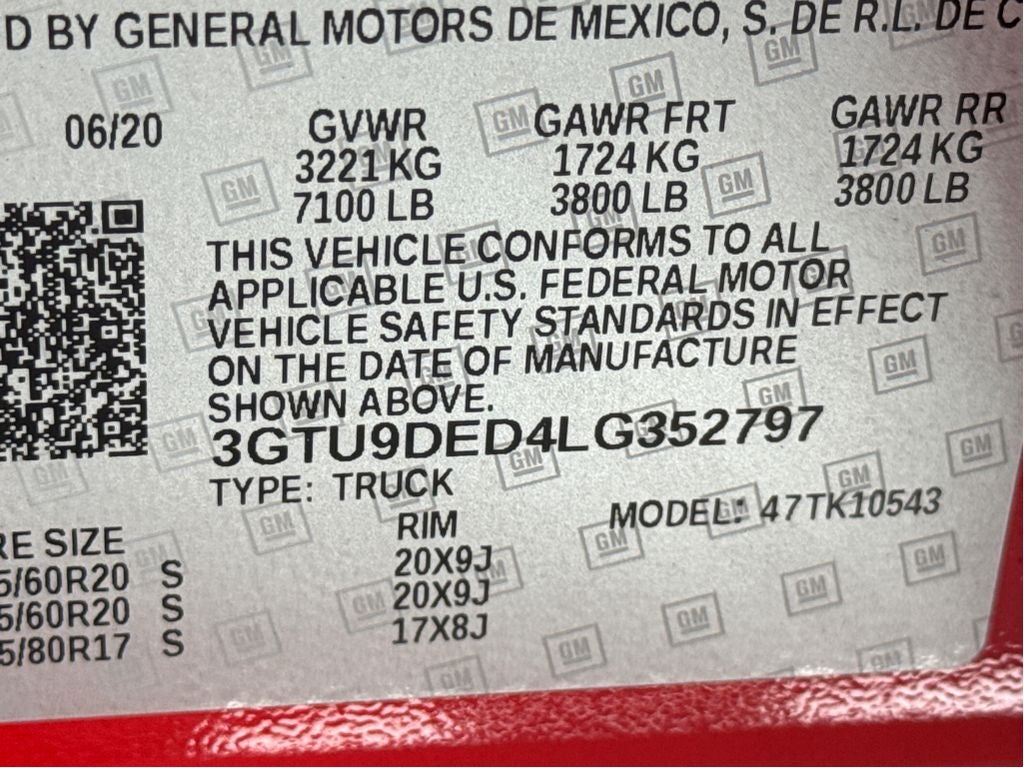 D BY GENERAL MOTORS DE MEXICO, S. DE R.L. DE C
06/20 GVWR GAWR FRT GAWR RR
3221 KG 1724 KG 1724 KG
7100 LB 3800 LB 3800 LB
THIS VEHICLE CONFORMS TO ALL
APPLICABLE U.S. FEDERAL MOTOR
VEHICLE SAFETY STANDARDS IN EFFECT
ON THE DATE OF MANUFACTURE
SHOWN ABOVE.
3GTU9DED4LG352797
TYPE: TRUCK
MODEL: 47TK10543
RE SIZE RIM
5/60R20 S 20X9J
5/60R20 S 20X9J
5/80R17 S 17X8J
GM